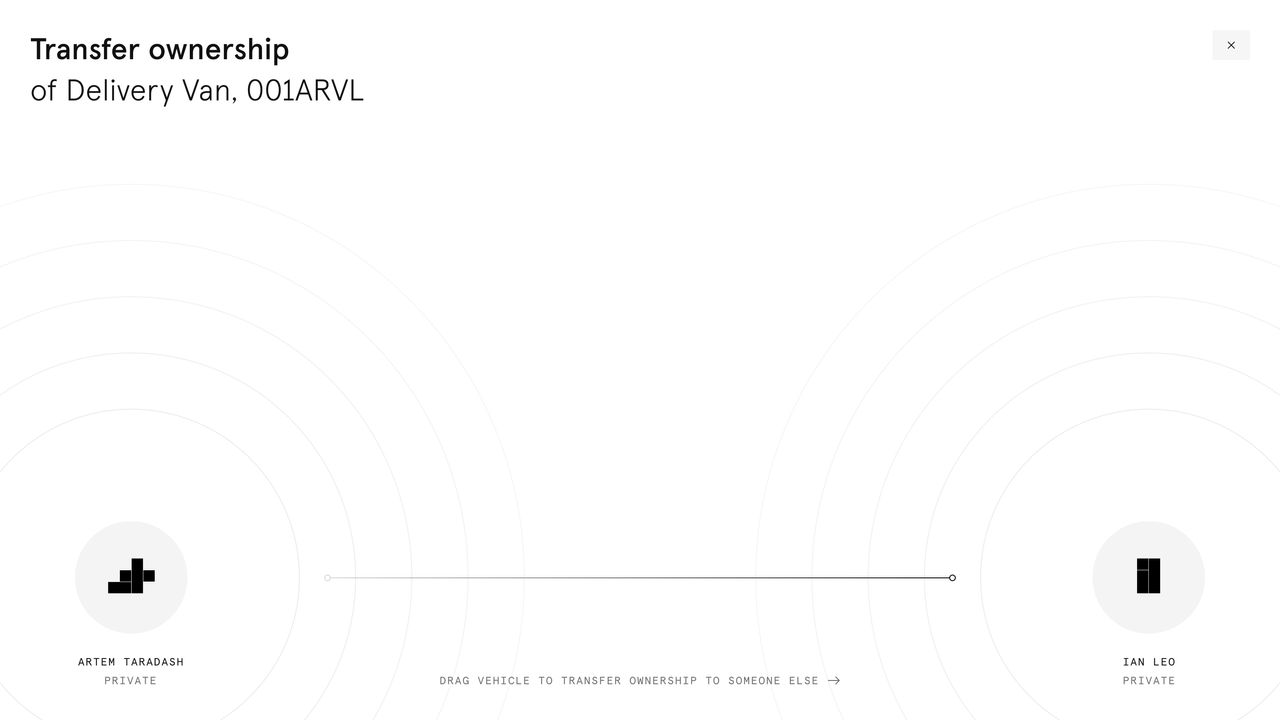 Transfer ownership
of Delivery Van, 001ARVL
×
ARTEM TARADASH
PRIVATE
DRAG VEHICLE TO TRANSFER OWNERSHIP TO SOMEONE ELSE →
IAN LEO
PRIVATE